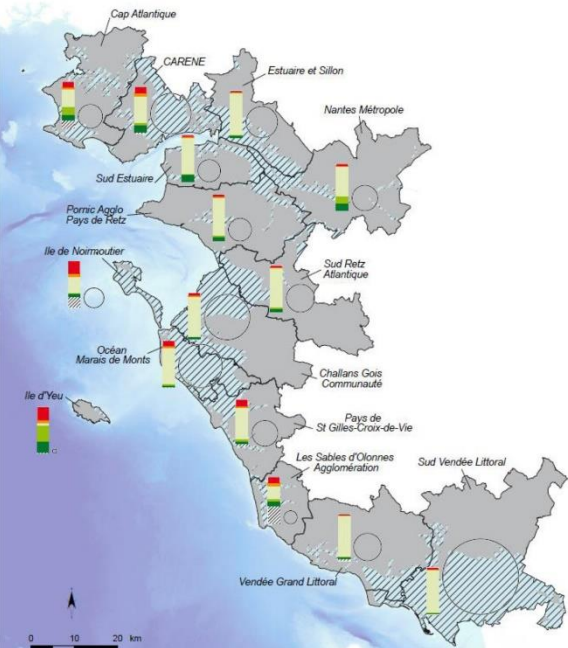 Cap Atlantique
CARENE
Estuaire et Sillon
Nantes Métropole
Sud Estuaire
Pornic Agglo
Pays de Retz
Ile de Noirmoutier
Sud Retz
Atlantique
Océan
Marais de Monts
Challans Gois
Communauté
Ile d'Yeu
Pays de
St Gilles-Croix-de-Vie
Les Sables d'Olonnes
Agglomération
Sud Vendée Littoral
Vendée Grand Littoral
0 10 20 km